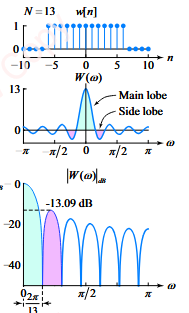 N = 13 w[n]
1
0
−10 −5 0 5 10 n
W(ω)
13
Main lobe
Side lobe
0
−π −π/2 0 π/2 π ω
|W(ω)|dB
0
-13.09 dB
−20
−40
0 2π/13 π/2 π ω